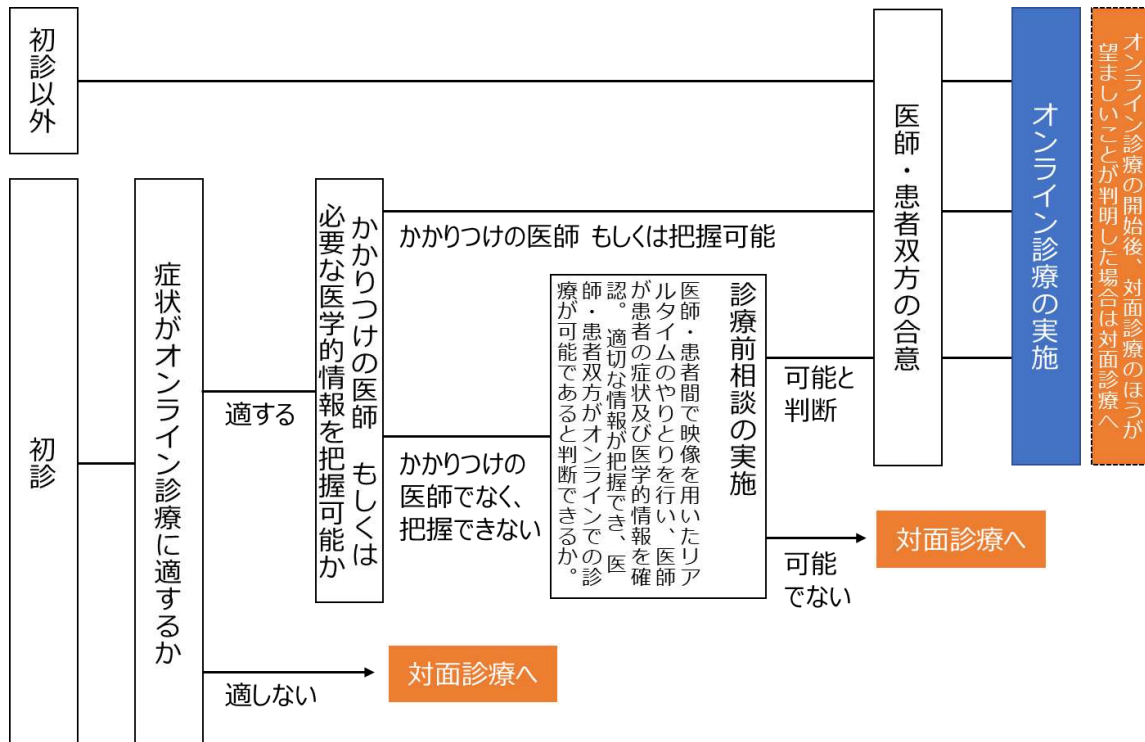 初診以外
初診
症状がオンライン診療に適するか
適する
適しない
対面診療へ
かかりつけの医師　もしくは
必要な医学的情報を把握可能か
かかりつけの医師 もしくは把握可能
かかりつけの
医師でなく、
把握できない
診療前相談の実施
医師・患者間で映像を用いたリア
ルタイムのやりとりを行い、医師
が患者の症状及び医学的情報を確
認。 適切な情報が把握でき、医
師・患者双方がオンラインでの診
療が可能であると判断できるか。
可能と
判断
可能
でない
対面診療へ
医師・患者双方の合意
オンライン診療の実施
オンライン診療の開始後、対面診療のほうが
望ましいことが判明した場合は対面診療へ